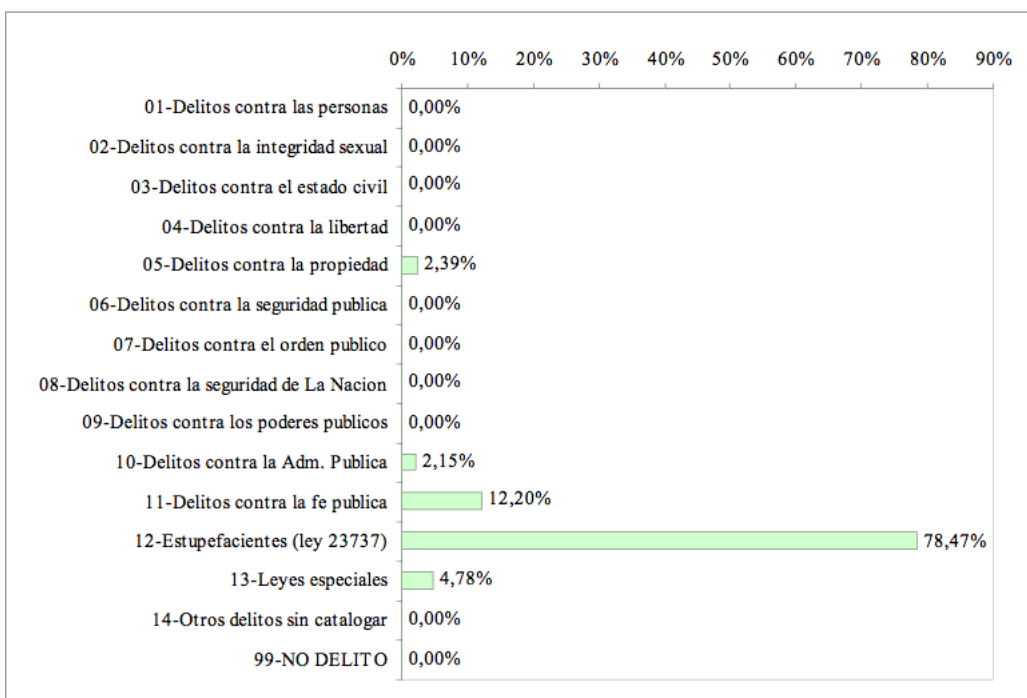 0% 10% 20% 30% 40% 50% 60% 70% 80% 90%
01-Delitos contra las personas 0,00%
02-Delitos contra la integridad sexual 0,00%
03-Delitos contra el estado civil 0,00%
04-Delitos contra la libertad 0,00%
05-Delitos contra la propiedad 2,39%
06-Delitos contra la seguridad publica 0,00%
07-Delitos contra el orden publico 0,00%
08-Delitos contra la seguridad de La Nacion 0,00%
09-Delitos contra los poderes publicos 0,00%
10-Delitos contra la Adm. Publica 2,15%
11-Delitos contra la fe publica 12,20%
12-Estupefacientes (ley 23737) 78,47%
13-Leyes especiales 4,78%
14-Otros delitos sin catalogar 0,00%
99-NO DELITO 0,00%